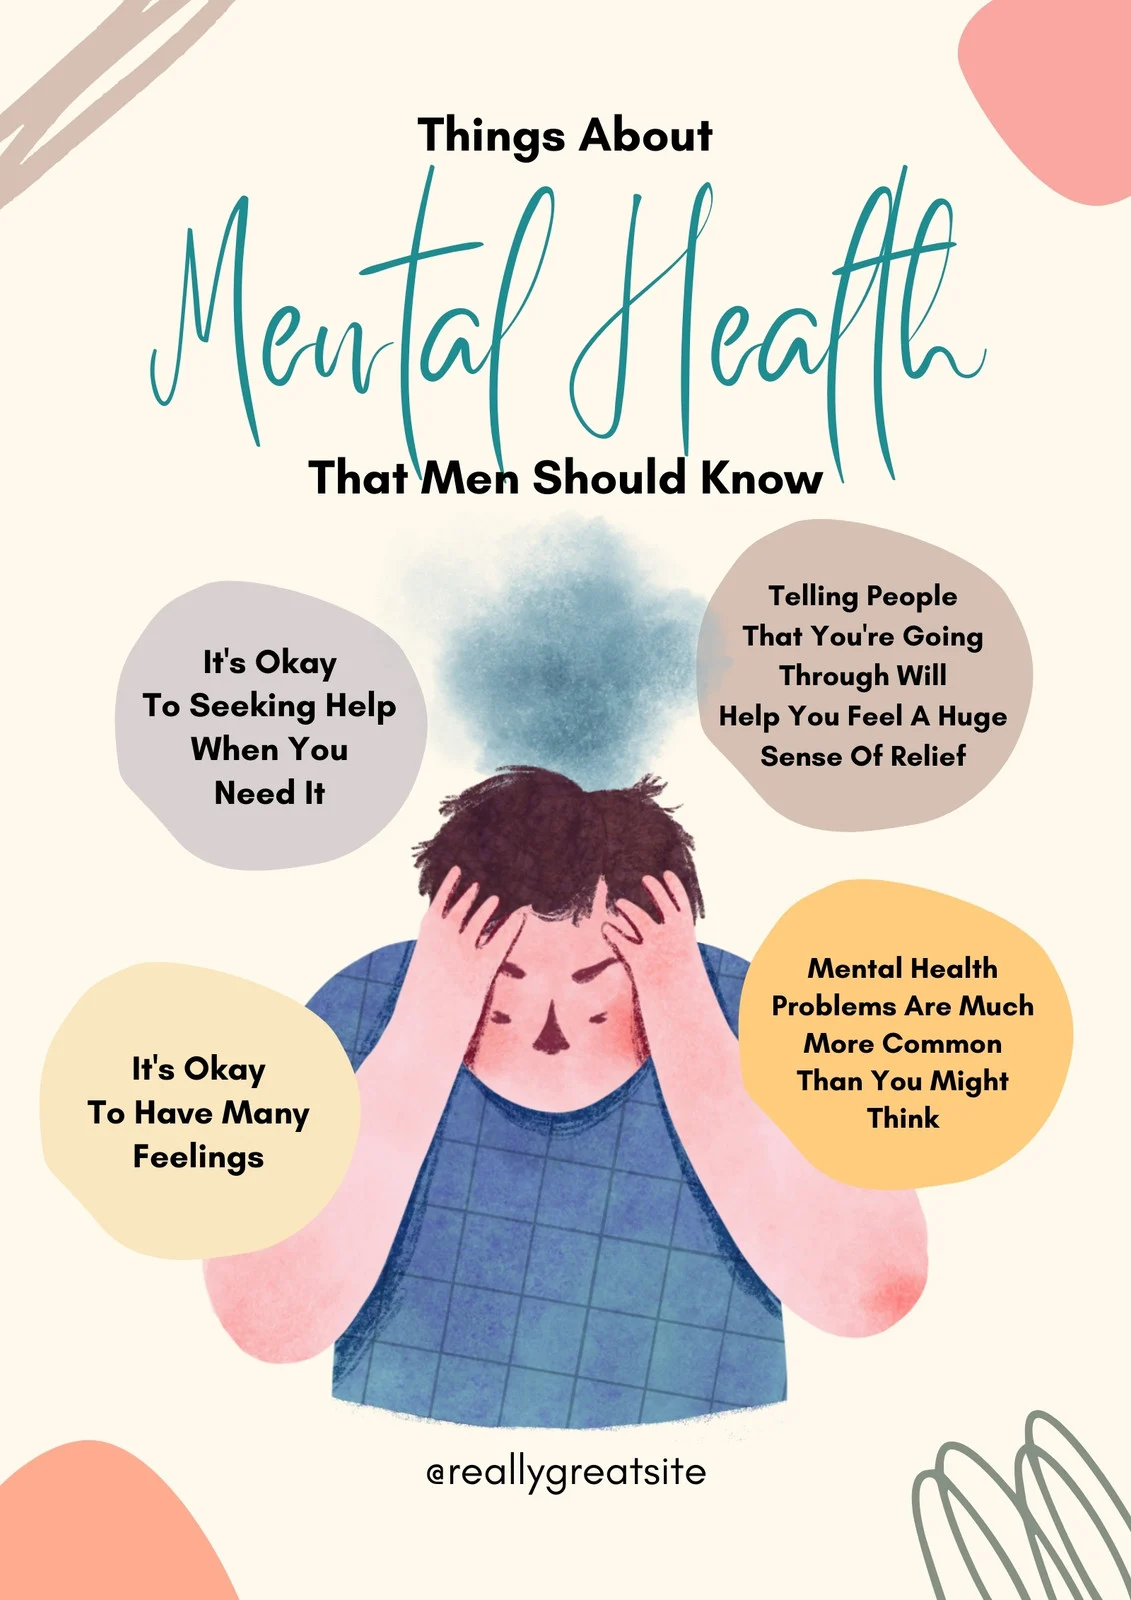 Things About
Mental Health
That Men Should Know
It's Okay
To Seeking Help
When You
Need It
Telling People
That You're Going
Through Will
Help You Feel A Huge
Sense Of Relief
It's Okay
To Have Many
Feelings
Mental Health
Problems Are Much
More Common
Than You Might
Think
@reallygreatsite